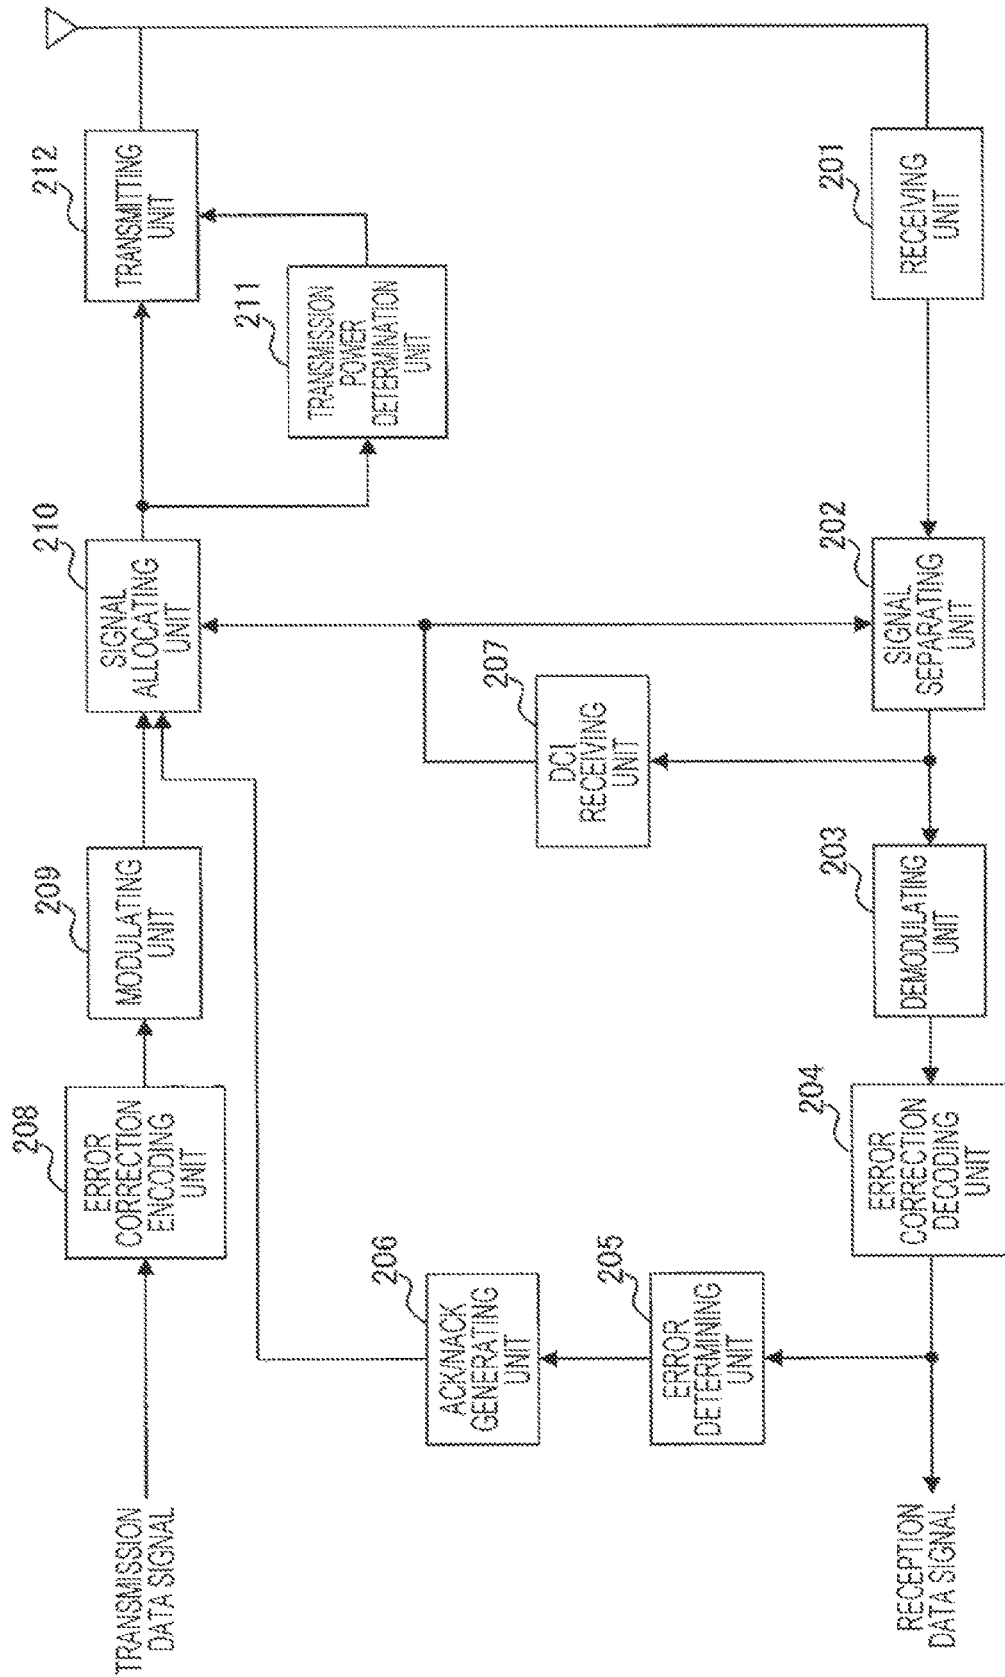 TRANSMISSION
DATA SIGNAL
208
ERROR
CORRECTION
ENCODING
UNIT
209
MODULATING
UNIT
210
SIGNAL
ALLOCATING
UNIT
212
TRANSMITTING
UNIT
211
TRANSMISSION
POWER
DETERMINATION
UNIT
206
ACK/NACK
GENERATING
UNIT
207
DCI
RECEIVING
UNIT
205
ERROR
DETERMINING
UNIT
RECEPTION
DATA SIGNAL
204
ERROR
CORRECTION
DECODING
UNIT
203
DEMODULATING
UNIT
202
SIGNAL
SEPARATING
UNIT
201
RECEIVING
UNIT